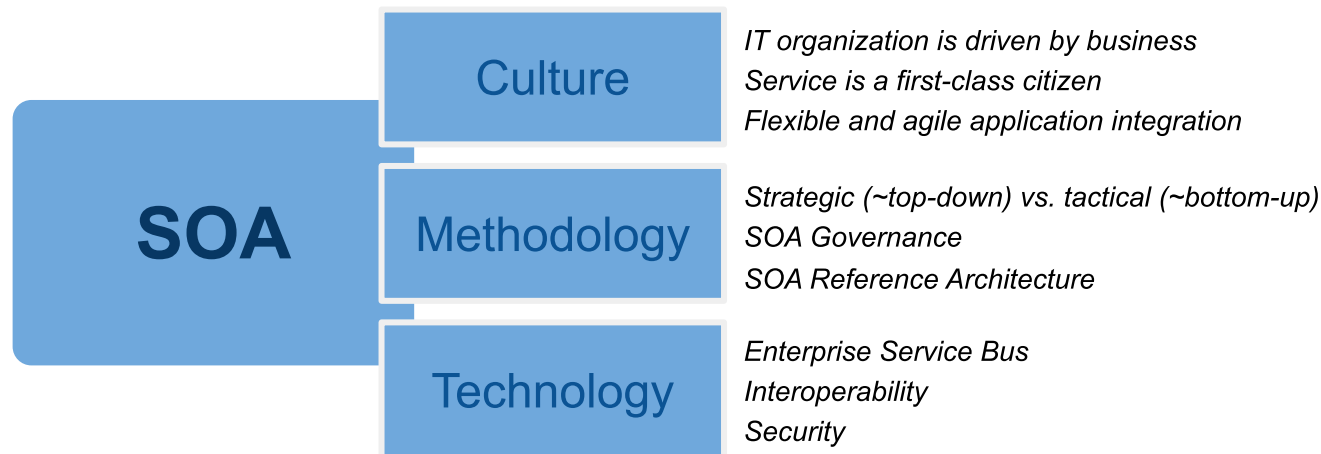 SOA
Culture
IT organization is driven by business
Service is a first-class citizen
Flexible and agile application integration
Methodology
Strategic (~top-down) vs. tactical (~bottom-up)
SOA Governance
SOA Reference Architecture
Technology
Enterprise Service Bus
Interoperability
Security